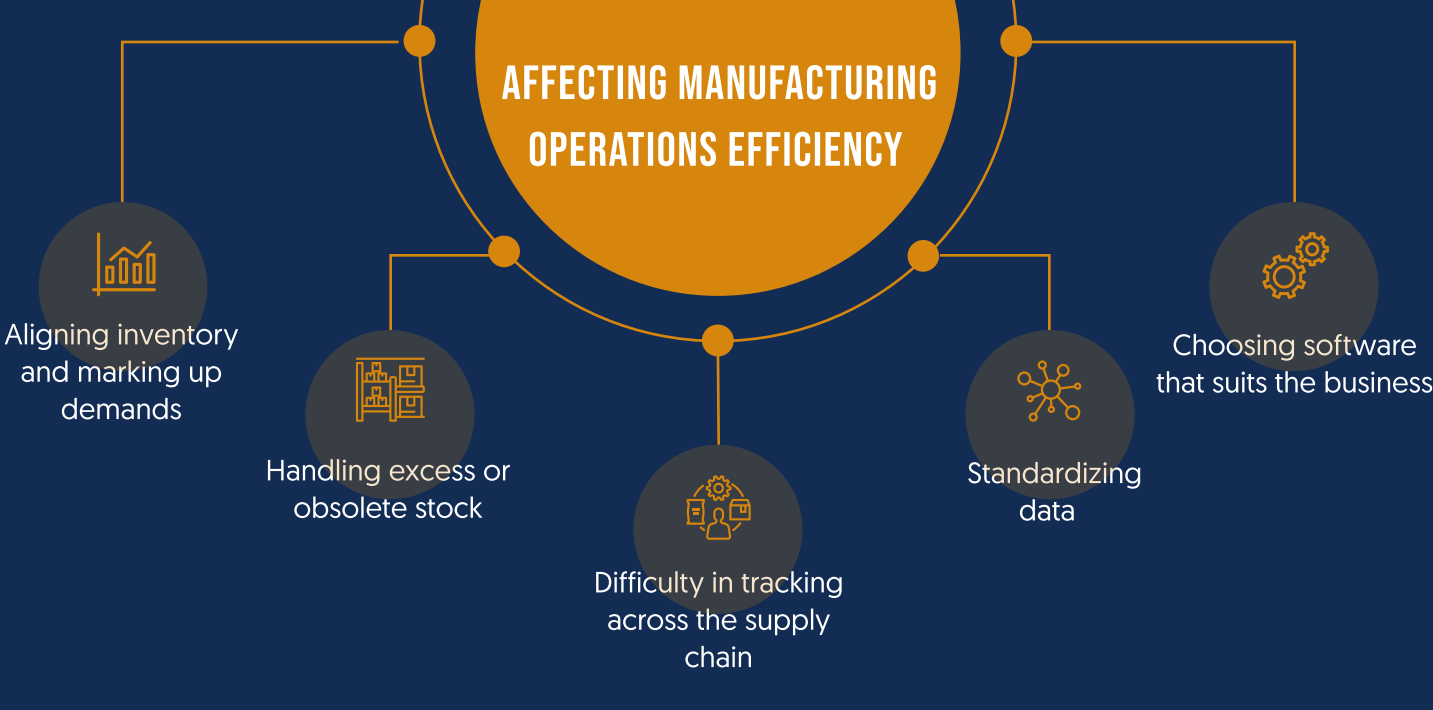 AFFECTING MANUFACTURING
OPERATIONS EFFICIENCY
Aligning inventory
and marking up
demands
Handling excess or
obsolete stock
Difficulty in tracking
across the supply
chain
Standardizing
data
Choosing software
that suits the business